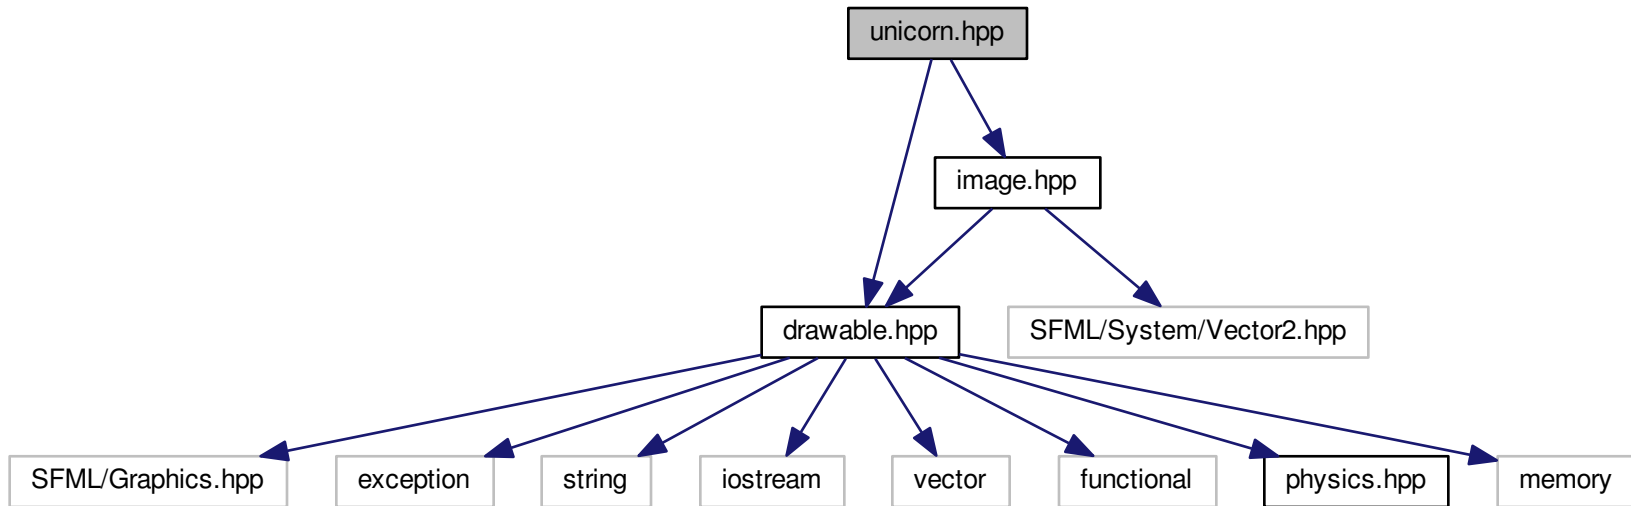 unicorn.hpp
image.hpp
drawable.hpp
SFML/System/Vector2.hpp
SFML/Graphics.hpp
exception
string
iostream
vector
functional
physics.hpp
memory